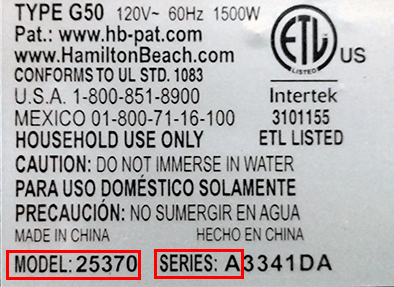 TYPE G50 120V~ 60Hz 1500W
Pat.: www.hb-pat.com
www.HamiltonBeach.com
CONFORMS TO UL STD. 1083
U.S.A. 1-800-851-8900
MEXICO 01-800-71-16-100
HOUSEHOLD USE ONLY
CAUTION: DO NOT IMMERSE IN WATER
PARA USO DOMÉSTICO SOLAMENTE
PRECAUCIÓN: NO SUMERGIR EN AGUA
MADE IN CHINA HECHO EN CHINA
MODEL: 25370 SERIES: A3341DA
ETL
LISTED
US
Intertek
3101155
ETL LISTED